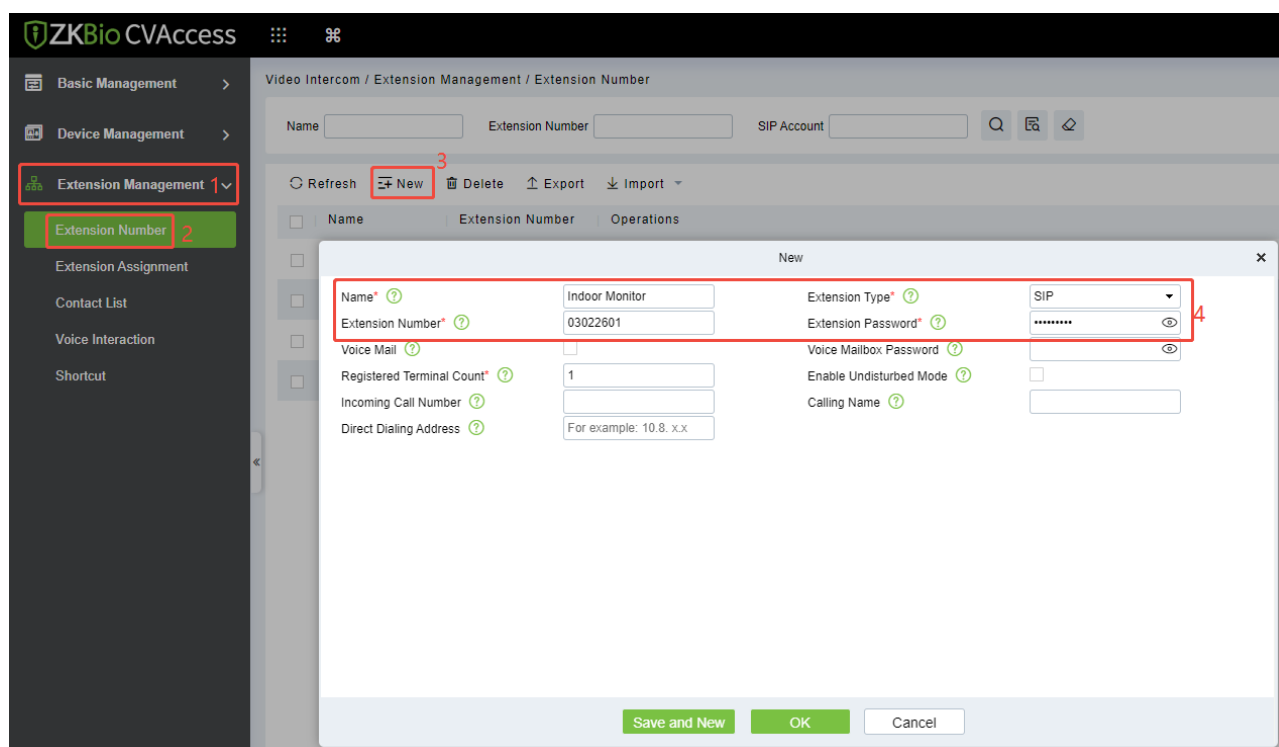 ZKBio CVAccess
Basic Management
Device Management
Extension Management 1
Extension Number 2
Extension Assignment
Contact List
Voice Interaction
Shortcut
Video Intercom / Extension Management / Extension Number
Name Extension Number SIP Account
3
Refresh New Delete Export Import
Name Extension Number Operations
New
Name* ? Indoor Monitor Extension Type* ? SIP
4
Extension Number* ? 03022601 Extension Password* ? •••••••••
Voice Mail ? Voice Mailbox Password ?
Registered Terminal Count* ? 1 Enable Undisturbed Mode ?
Incoming Call Number ? Calling Name ?
Direct Dialing Address ? For example: 10.8. x.x
Save and New OK Cancel